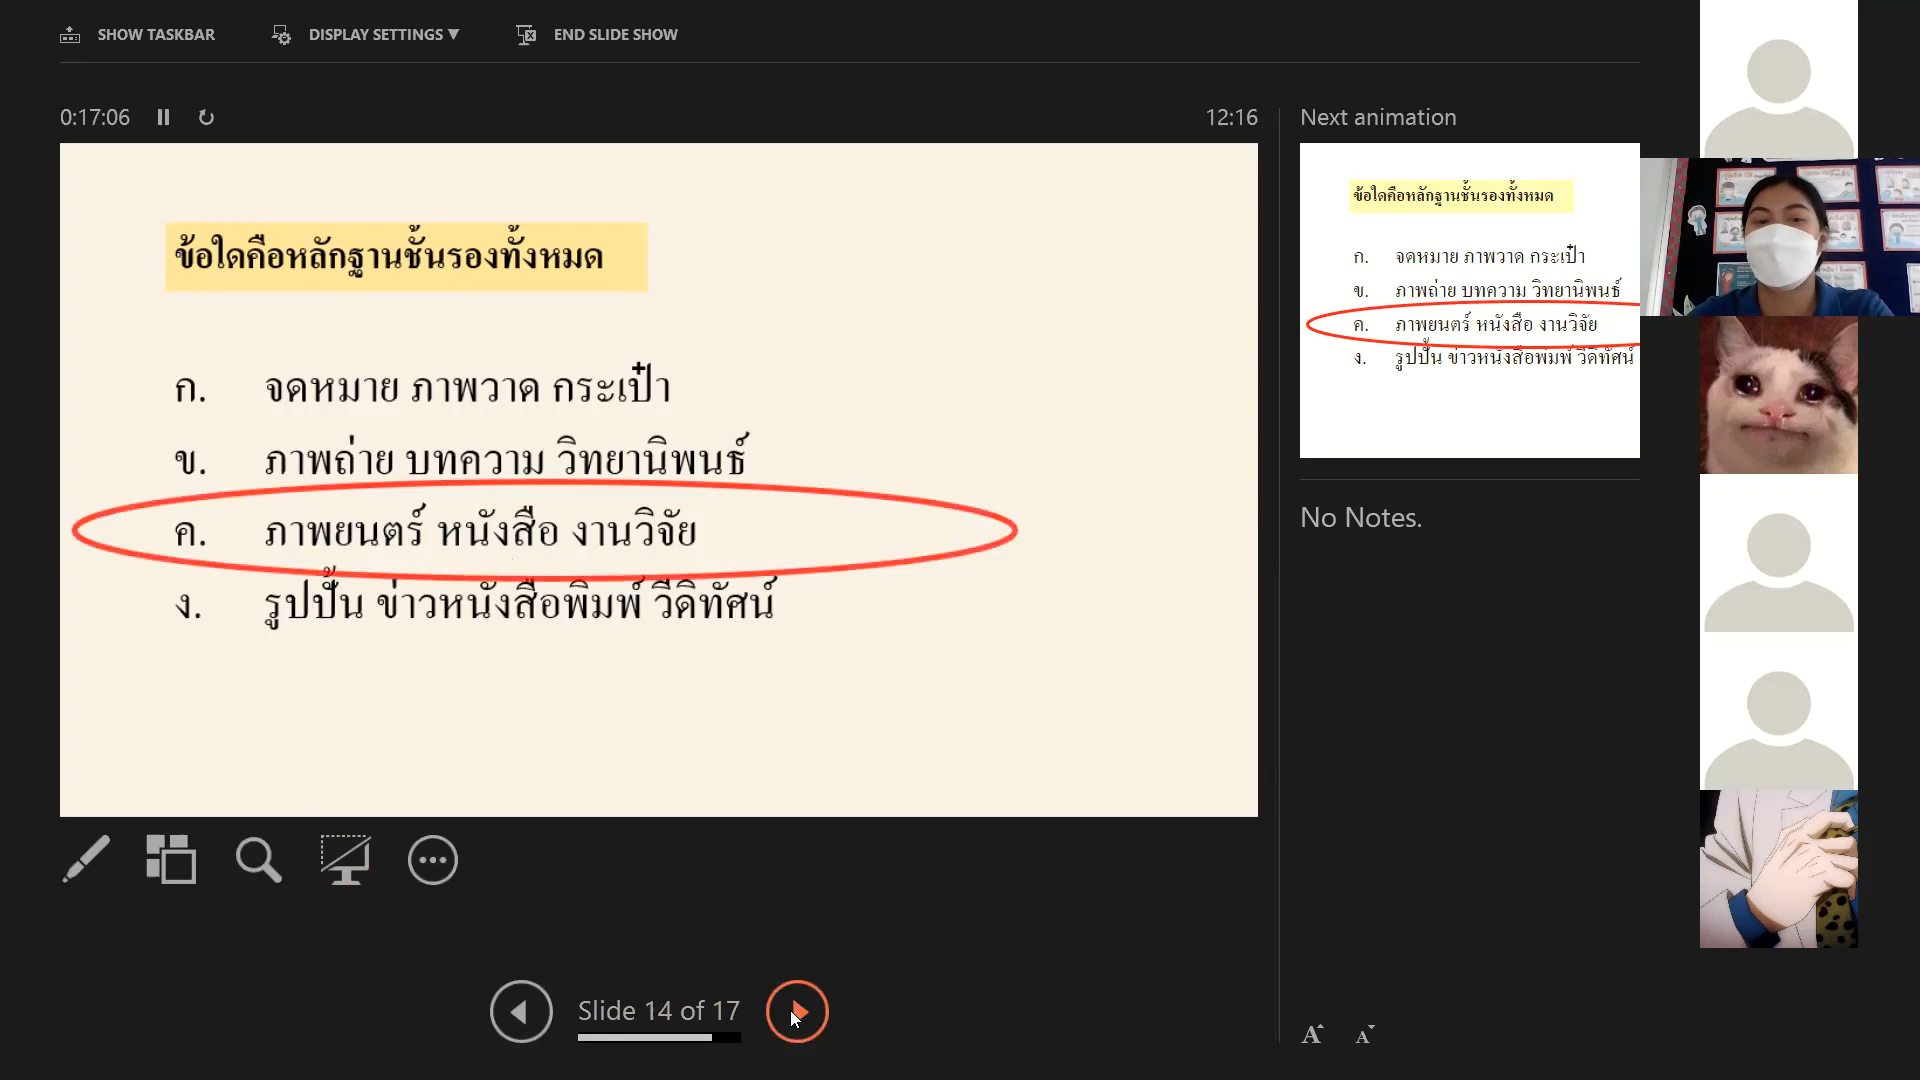 SHOW TASKBAR
DISPLAY SETTINGS ▼
END SLIDE SHOW
0:17:06
12:16
Next animation
ข้อใดคือหลักฐานชั้นรองทั้งหมด
ก. จดหมาย ภาพวาด กระเป๋า
ข. ภาพถ่าย บทความ วิทยานิพนธ์
ค. ภาพยนตร์ หนังสือ งานวิจัย
ง. รูปปั้น ข่าวหนังสือพิมพ์ วีดิทัศน์
ข้อใดคือหลักฐานชั้นรองทั้งหมด
ก. จดหมาย ภาพวาด กระเป๋า
ข. ภาพถ่าย บทความ วิทยานิพนธ์
ค. ภาพยนตร์ หนังสือ งานวิจัย
ง. รูปปั้น ข่าวหนังสือพิมพ์ วีดิทัศน์
No Notes.
Slide 14 of 17
A A